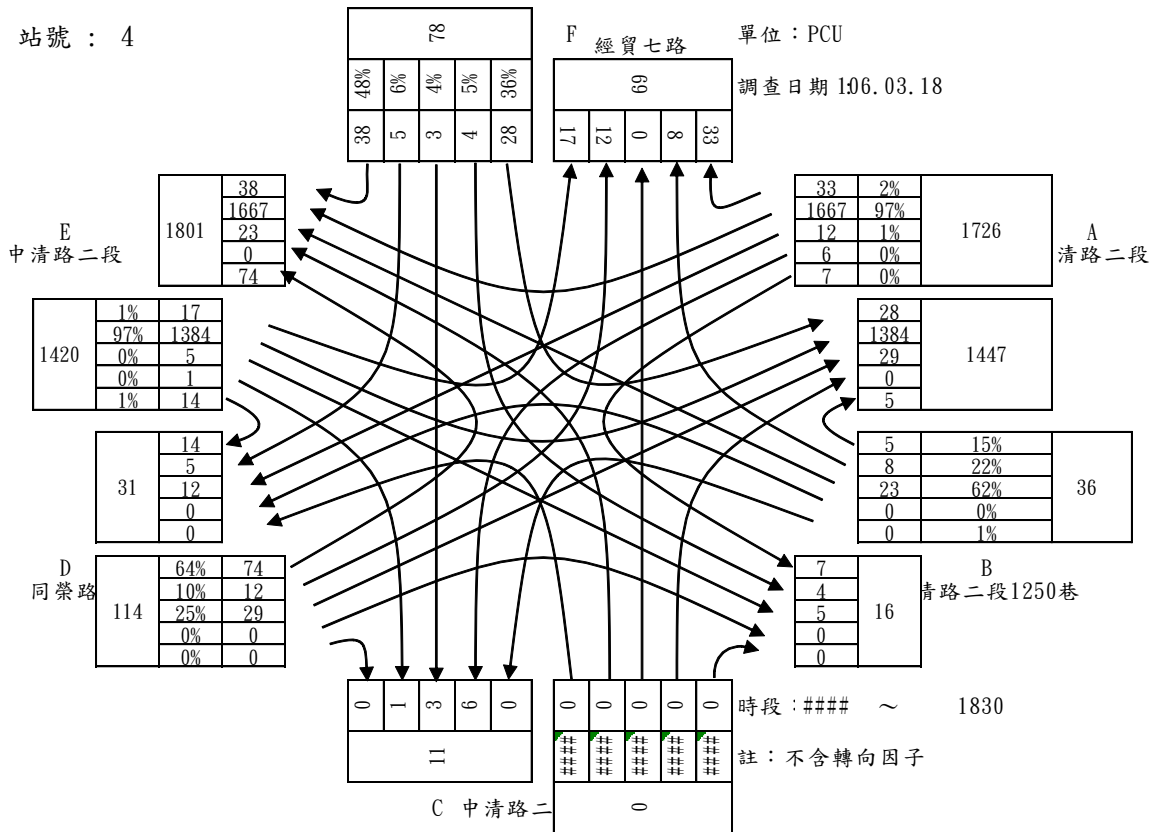 站號 : 4
78
48% 6% 4% 5% 36%
38 5 3 4 28
F 經貿七路
69
17 12 0 8 33
單位：PCU
調查日期 106.03.18
E
中清路二段
1801
38
1667
23
0
74
33 2%
1667 97%
12 1%
6 0%
7 0%
1726
A
清路二段
1420
1% 17
97% 1384
0% 5
0% 1
1% 14
28
1384
29
0
5
1447
31
14
5
12
0
0
5 15%
8 22%
23 62%
0 0%
0 1%
36
D
同榮路
114
64% 74
10% 12
25% 29
0% 0
0% 0
7
4
5
0
0
16
B
青路二段1250巷
0 1 3 6 0
11
0 0 0 0 0
#### #### #### #### ####
0
時段：#### ～ 1830
註：不含轉向因子
C 中清路二